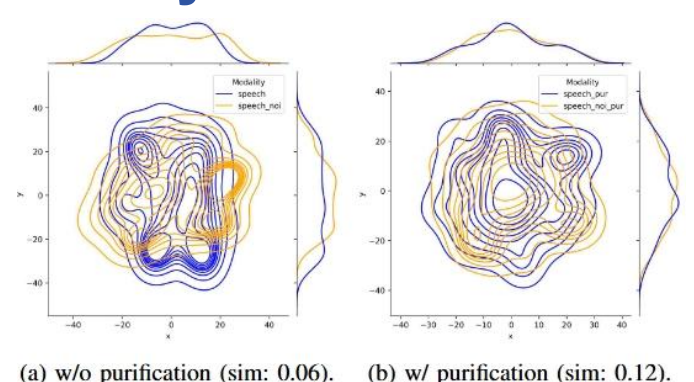 Modality
speech
speech_noi
40
20
0
−20
−40
y
−40
−20
0
20
40
x
Modality
speech_pur
speech_noi_pur
40
20
0
−20
−40
y
−40
−30
−20
−10
0
10
20
30
40
x
(a) w/o purification (sim: 0.06).
(b) w/ purification (sim: 0.12).